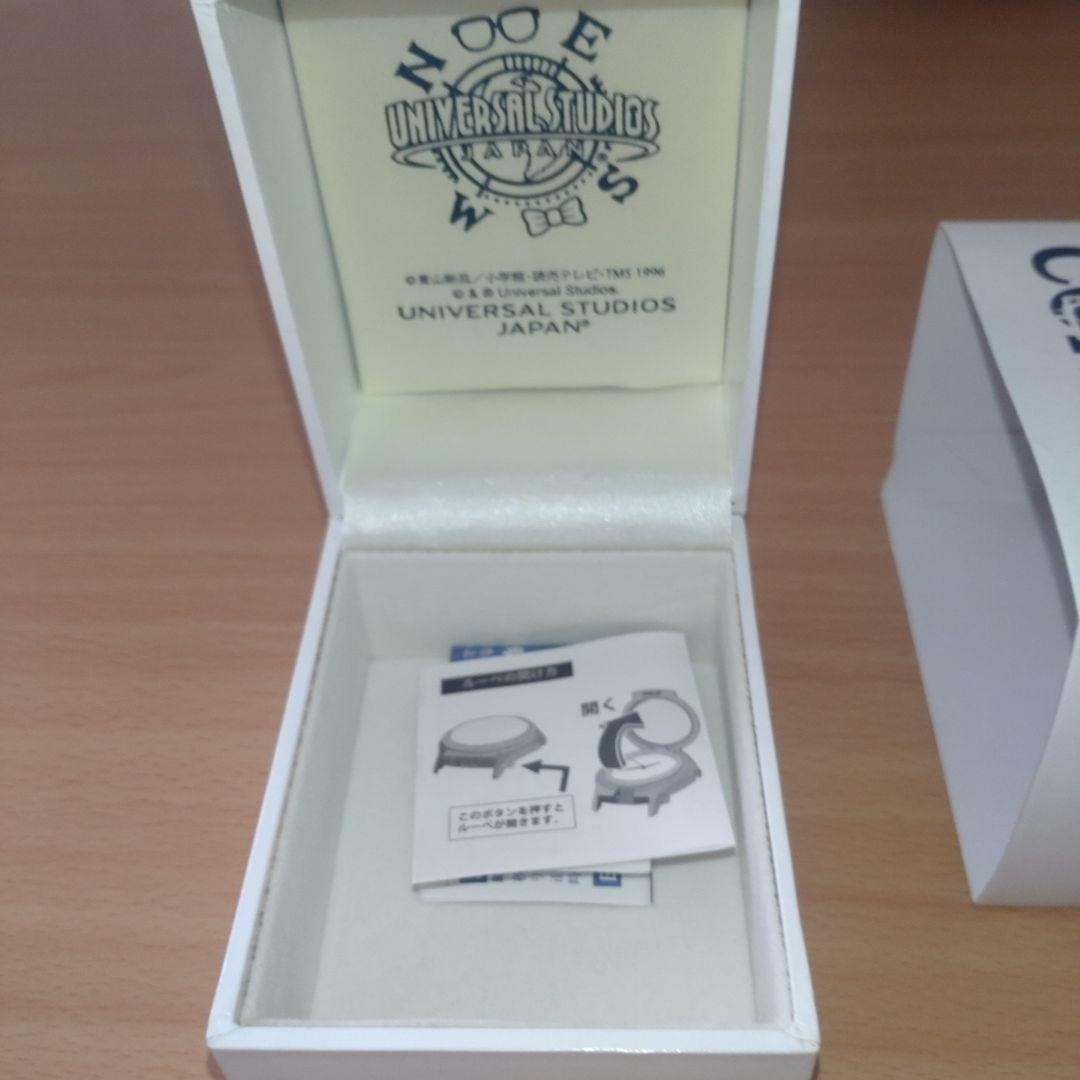 N E
UNIVERSAL STUDIOS
JAPAN
W S
©青山剛昌／小学館・読売テレビ・TMS 1996
© & ® Universal Studios.
UNIVERSAL STUDIOS
JAPAN®
ルーペの開け方
開く
このボタンを押すと
ルーペが開きます。